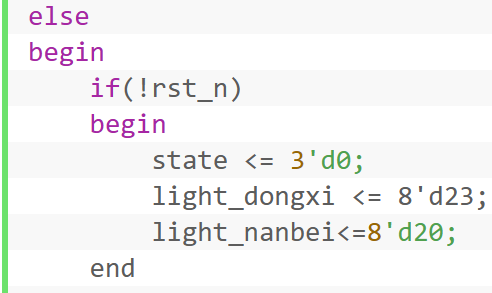 else
begin
    if(!rst_n)
    begin
        state <= 3'd0;
        light_dongxi <= 8'd23;
        light_nanbei<=8'd20;
    end